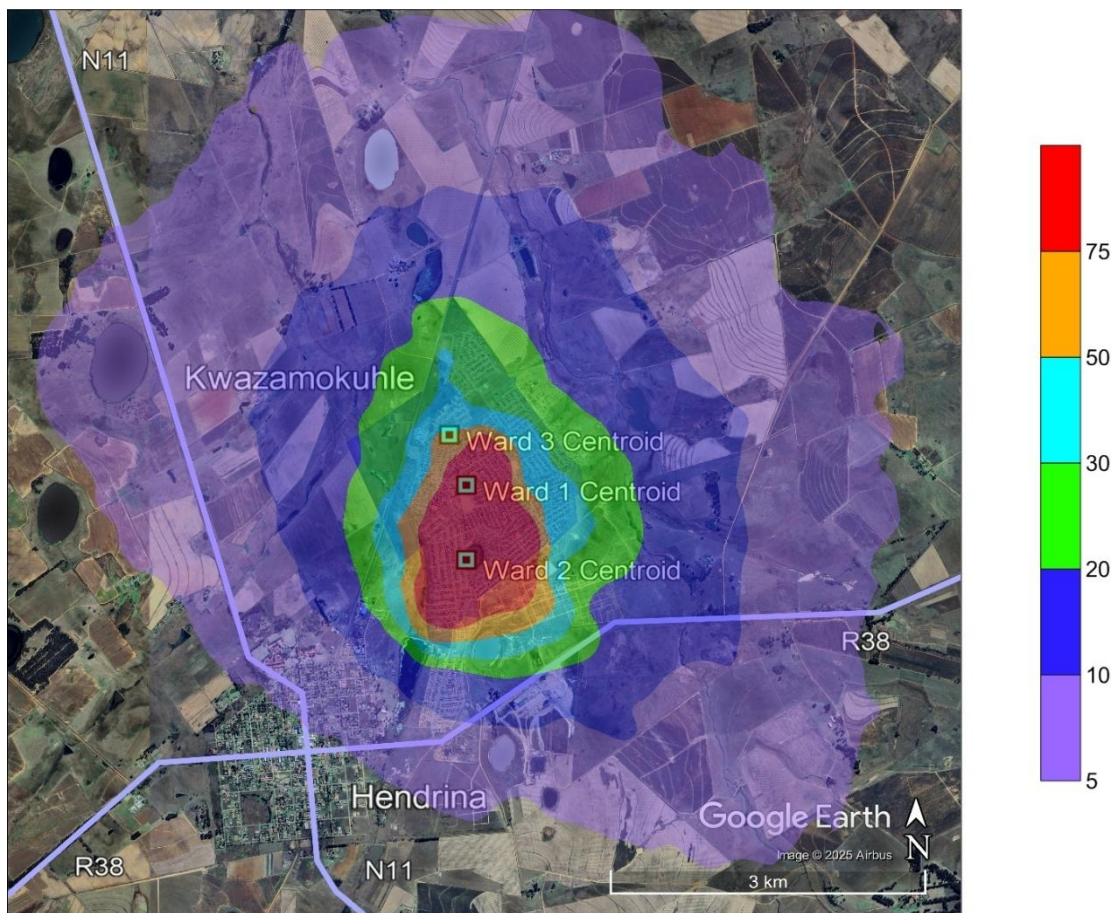 N11
Kwazamokuhle
Ward 3 Centroid
Ward 1 Centroid
Ward 2 Centroid
R38
Hendrina
Google Earth
N
Image © 2025 Airbus
R38
N11
3 km
75
50
30
20
10
5